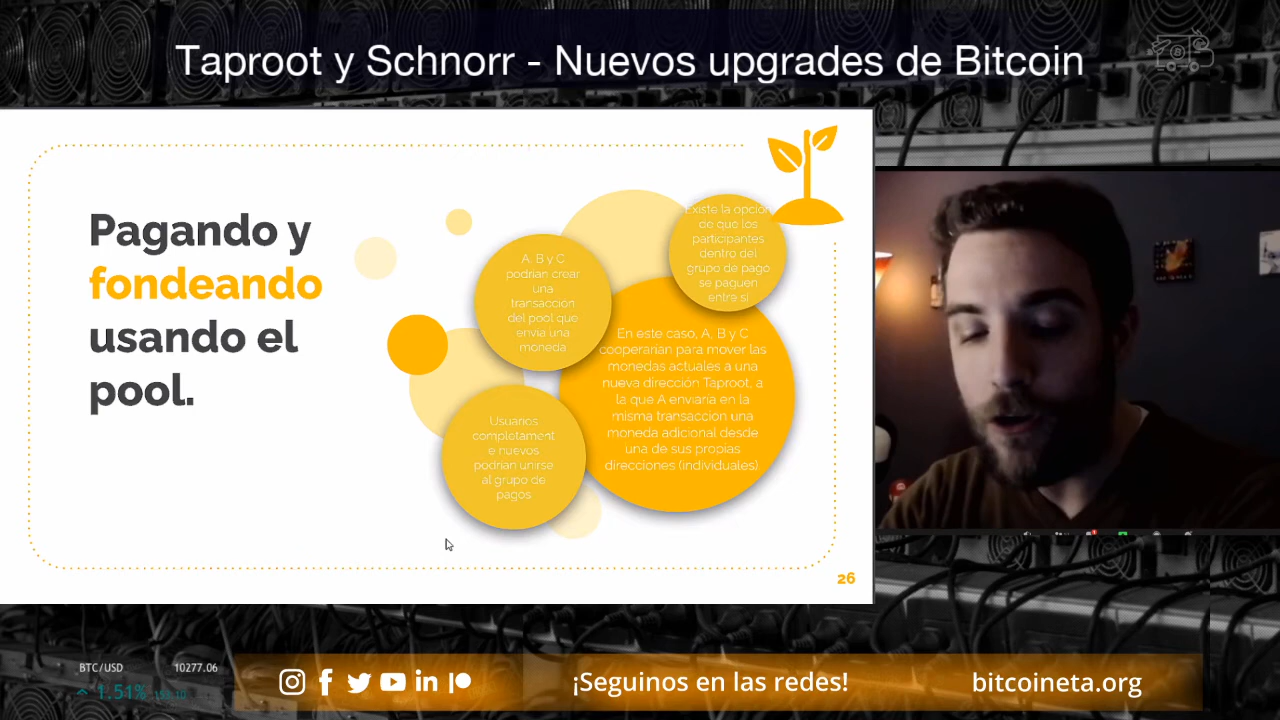 Taproot y Schnorr - Nuevos upgrades de Bitcoin
Pagando y
fondeando
usando el
pool.
A, B y C
podrían crear
una
transacción
del pool que
envía una
moneda
Existe la opción
de que los
participantes
dentro del
grupo de pago
se paguen
entre sí
En este caso, A, B y C
cooperarían para mover las
monedas actuales a una
nueva dirección Taproot, a
la que A enviaría en la
misma transacción una
moneda adicional desde
una de sus propias
direcciones (individuales)
Usuarios
completament
e nuevos
podrían unirse
al grupo de
pagos
26
BTC/USD 10277.06
1.51% 153.10
¡Seguinos en las redes!
bitcoineta.org